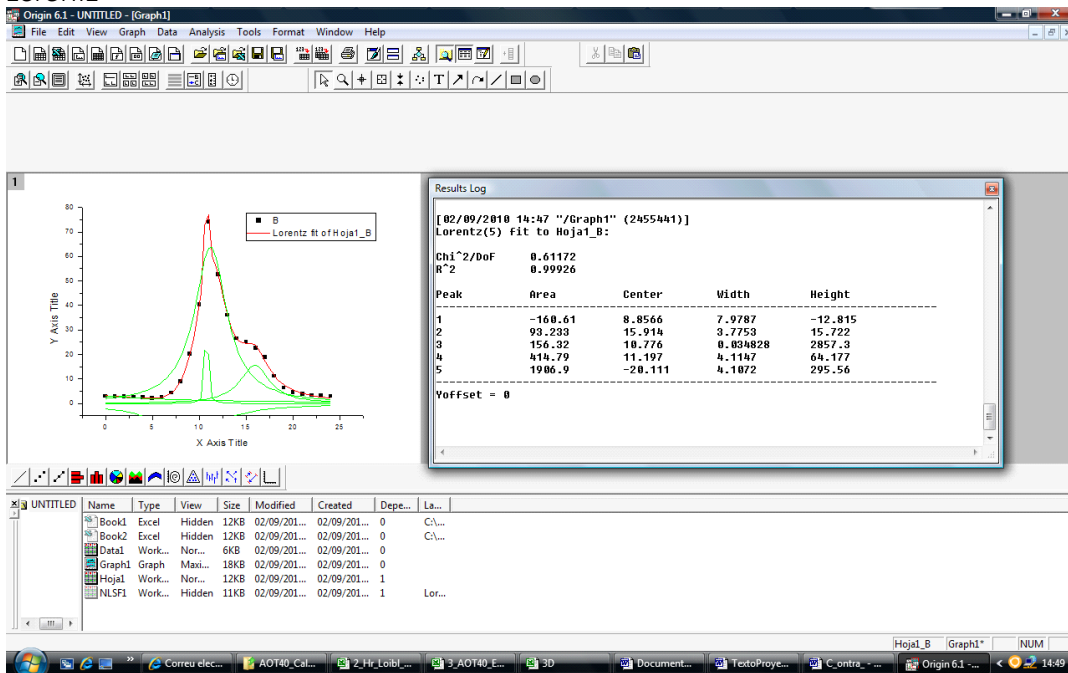 Origin 6.1 - UNTITLED - [Graph1]
File Edit View Graph Data Analysis Tools Format Window Help
1
80
70
60
50
40
30
20
10
0
Y Axis Title
0 5 10 15 20 25
X Axis Title
B
Lorentz fit of Hoja1_B
Results Log
[02/09/2010 14:47 "/Graph1" (2455441)]
Lorentz(5) fit to Hoja1_B:
Chi^2/DoF 0.61172
R^2 0.99926
Peak Area Center Width Height
1 -160.61 8.8566 7.9787 -12.815
2 93.233 15.914 3.7753 15.722
3 156.32 10.776 0.034828 2857.3
4 414.79 11.197 4.1147 64.177
5 1906.9 -20.111 4.1072 295.56
Yoffset = 0
UNTITLED
Name Type View Size Modified Created Depe... La...
Book1 Excel Hidden 12KB 02/09/201... 02/09/201... 0 C:\...
Book2 Excel Hidden 12KB 02/09/201... 02/09/201... 0 C:\...
Data1 Work... Nor... 6KB 02/09/201... 02/09/201... 0
Graph1 Graph Maxi... 18KB 02/09/201... 02/09/201... 0
Hoja1 Work... Nor... 12KB 02/09/201... 02/09/201... 1
NLSF1 Work... Hidden 11KB 02/09/201... 02/09/201... 1 Lor...
Hoja1_B Graph1* NUM
Correu elec... AOT40_Cal... 2_Hr_Loibl_... 3_AOT40_E... 3D Document... TextoProye... C_ontra_- ... Origin 6.1 -... 14:49